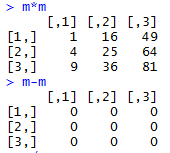 > m*m
[,1] [,2] [,3]
[1,] 1 16 49
[2,] 4 25 64
[3,] 9 36 81
> m-m
[,1] [,2] [,3]
[1,] 0 0 0
[2,] 0 0 0
[3,] 0 0 0